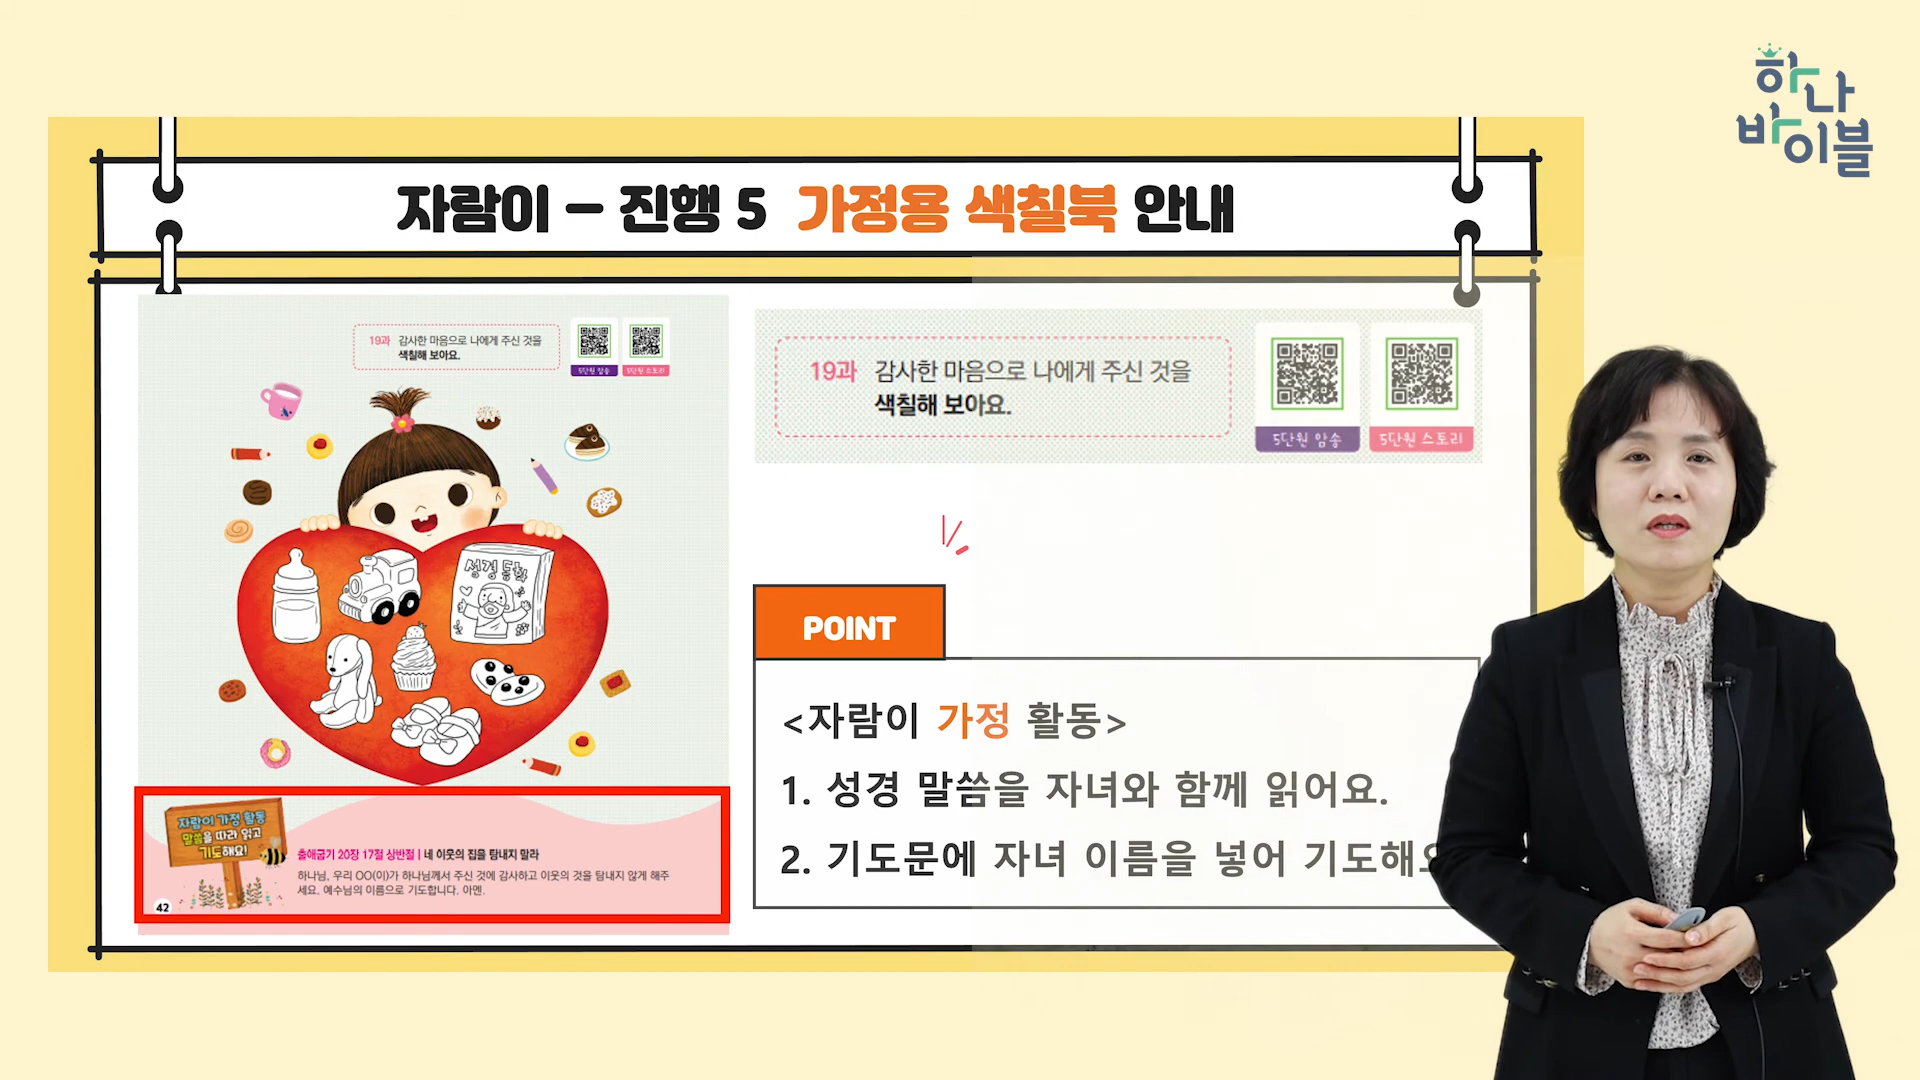 하나
바이블
자람이 – 진행 5 가정용 색칠북 안내
19과 감사한 마음으로 나에게 주신 것을
색칠해 보아요.
5단원 암송 5단원 스토리
성경 동화
자람이 가정 활동
말씀을 따라 읽고
기도해요!
출애굽기 20장 17절 상반절 | 네 이웃의 집을 탐내지 말라
하나님, 우리 OO(이)가 하나님께서 주신 것에 감사하고 이웃의 것을 탐내지 않게 해주
세요. 예수님의 이름으로 기도합니다. 아멘.
42
19과 감사한 마음으로 나에게 주신 것을
색칠해 보아요.
5단원 암송 5단원 스토리
POINT
<자람이 가정 활동>
1. 성경 말씀을 자녀와 함께 읽어요.
2. 기도문에 자녀 이름을 넣어 기도해요